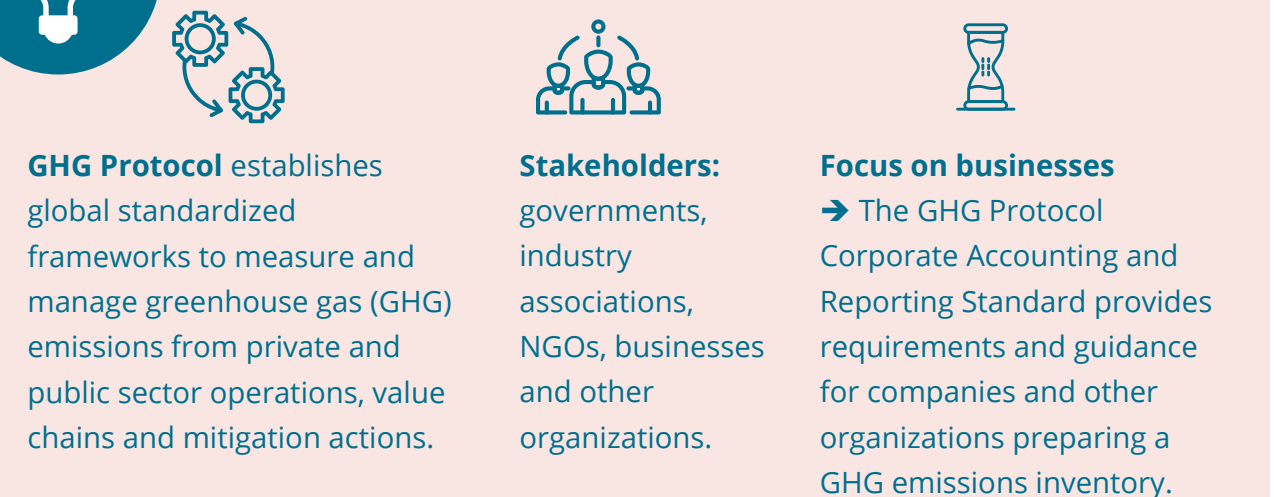 GHG Protocol establishes
global standardized
frameworks to measure and
manage greenhouse gas (GHG)
emissions from private and
public sector operations, value
chains and mitigation actions.
Stakeholders:
governments,
industry
associations,
NGOs, businesses
and other
organizations.
Focus on businesses
➔ The GHG Protocol
Corporate Accounting and
Reporting Standard provides
requirements and guidance
for companies and other
organizations preparing a
GHG emissions inventory.